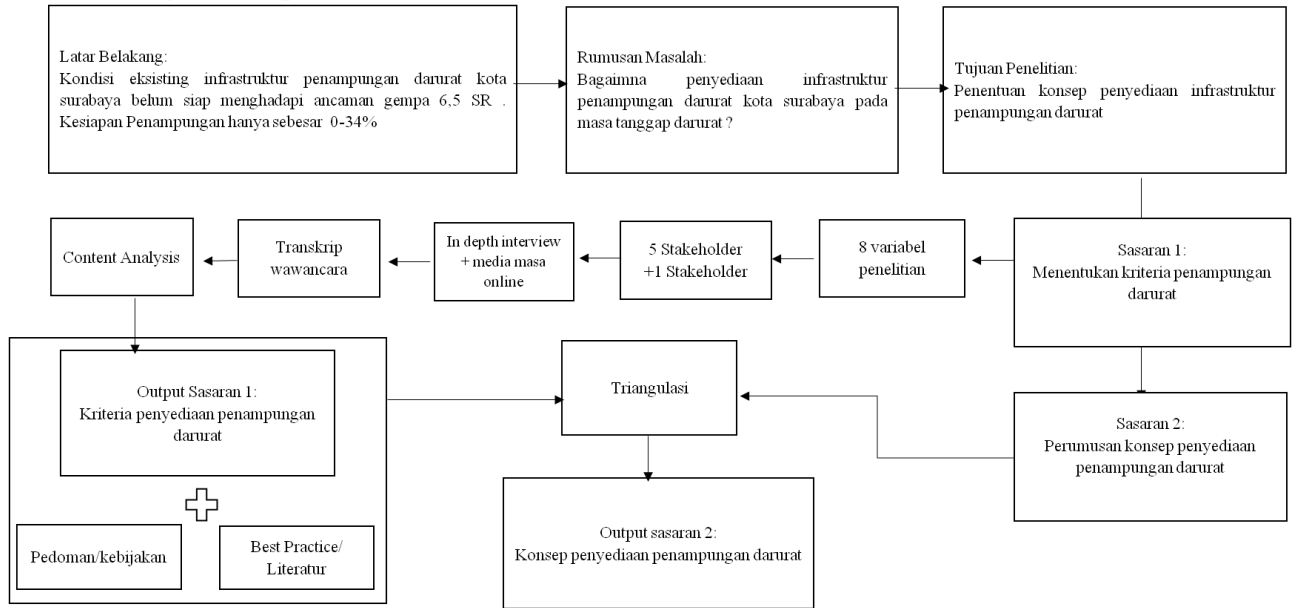 Latar Belakang:
Kondisi eksisting infrastruktur penampungan darurat kota
surabaya belum siap menghadapi ancaman gempa 6,5 SR .
Kesiapan Penampungan hanya sebesar 0-34%
Rumusan Masalah:
Bagaimna penyediaan infrastruktur
penampungan darurat kota surabaya pada
masa tanggap darurat ?
Tujuan Penelitian:
Penentuan konsep penyediaan infrastruktur
penampungan darurat
Content Analysis
Transkrip
wawancara
In depth interview
+ media masa
online
5 Stakeholder
+1 Stakeholder
8 variabel
penelitian
Sasaran 1:
Menentukan kriteria penampungan
darurat
Output Sasaran 1:
Kriteria penyediaan penampungan
darurat
Triangulasi
Sasaran 2:
Perumusan konsep penyediaan
penampungan darurat
Pedoman/kebijakan
Best Practice/
Literatur
Output sasaran 2:
Konsep penyediaan penampungan darurat